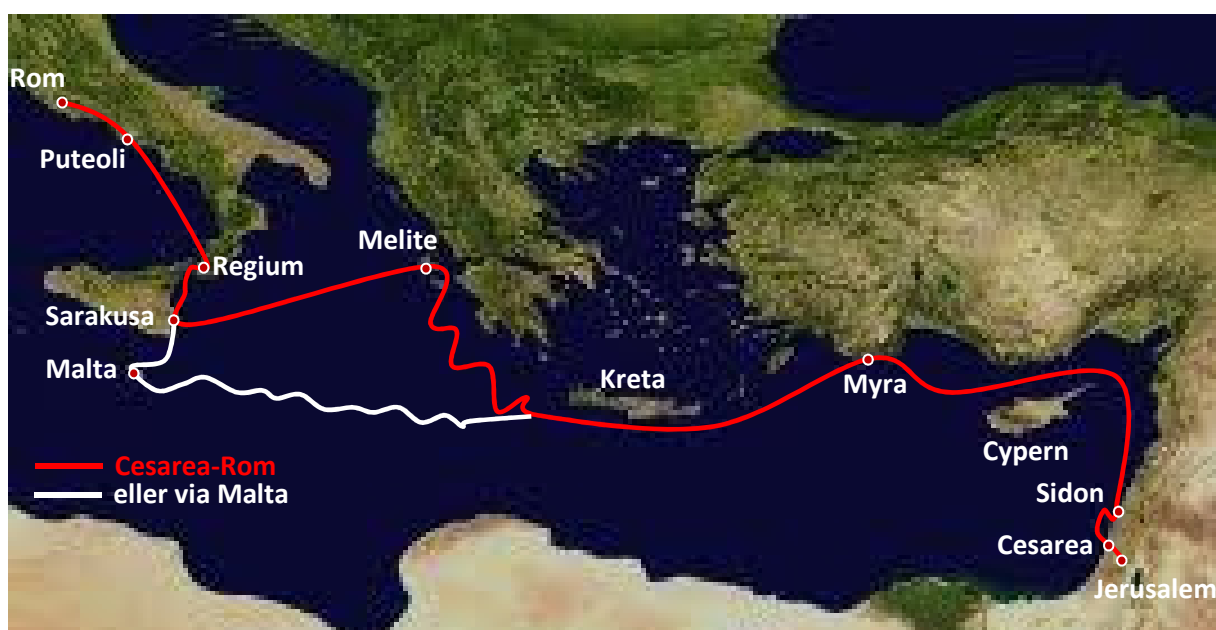 Rom
Puteoli
Melite
Regium
Sarakusa
Malta
Kreta
Myra
Cypern
Cesarea-Rom
eller via Malta
Sidon
Cesarea
Jerusalem